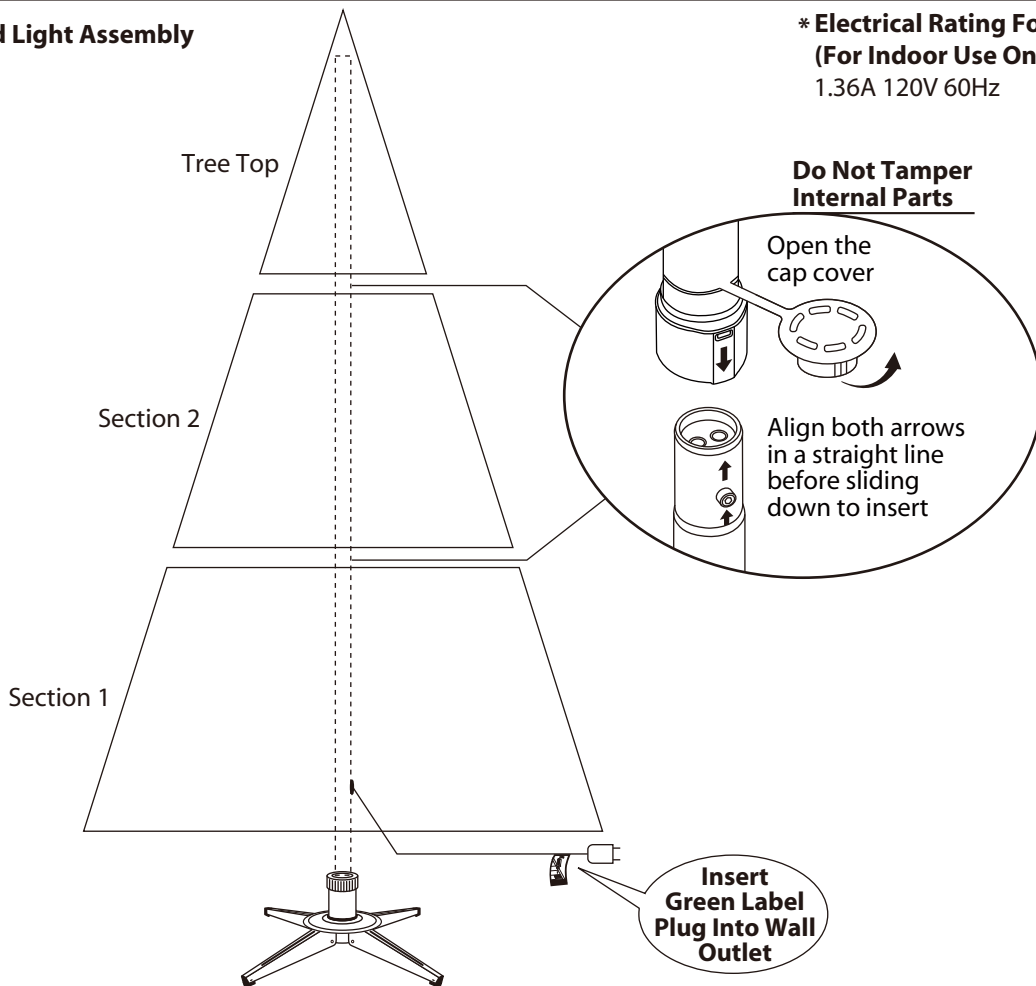 Light Assembly
* Electrical Rating
(For Indoor Use
1.36A 120V 60Hz
Tree Top
Do Not Tamper
Internal Parts
Open the
cap cover
Section 2
Align both arrows
in a straight line
before sliding
down to insert
Section 1
Insert
Green Label
Plug Into Wall
Outlet